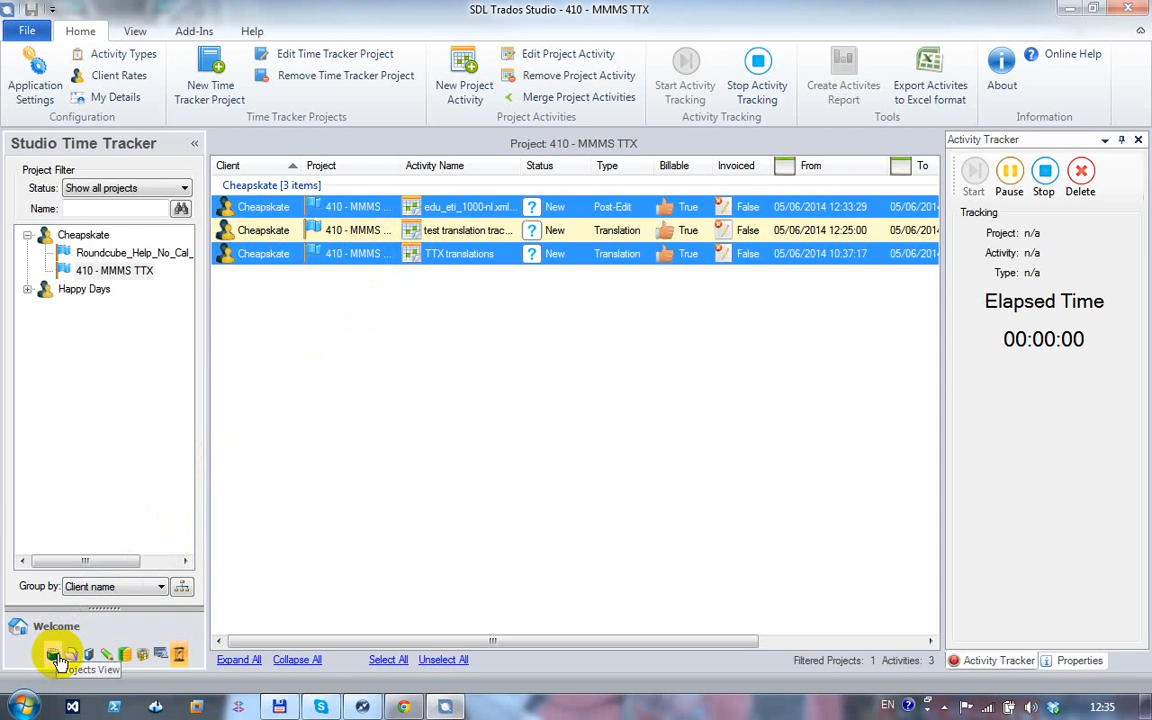 SDL Trados Studio - 410 - MMMS TTX
File Home View Add-Ins Help
Application Settings
Activity Types
Client Rates
My Details
Configuration
New Time Tracker Project
Edit Time Tracker Project
Remove Time Tracker Project
Time Tracker Projects
New Project Activity
Edit Project Activity
Remove Project Activity
Merge Project Activities
Project Activities
Start Activity Tracking
Stop Activity Tracking
Activity Tracking
Create Activites Report
Export Activites to Excel format
Tools
About
Online Help
Information
Studio Time Tracker
Project Filter
Status: Show all projects
Name:
Cheapskate
Roundcube_Help_No_Cal_
410 - MMMS TTX
Happy Days
Group by: Client name
Welcome
Projects View
Project: 410 - MMMS TTX
Client Project Activity Name Status Type Billable Invoiced From To
Cheapskate [3 items]
Cheapskate 410 - MMMS ... edu_eti_1000-nl.xml... New Post-Edit True False 05/06/2014 12:33:29 05/06/2014
Cheapskate 410 - MMMS ... test translation trac... New Translation True False 05/06/2014 12:25:00 05/06/2014
Cheapskate 410 - MMMS ... TTX translations New Translation True False 05/06/2014 10:37:17 05/06/2014
Expand All Collapse All Select All Unselect All Filtered Projects: 1 Activities: 3
Activity Tracker
Start Pause Stop Delete
Tracking
Project: n/a
Activity: n/a
Type: n/a
Elapsed Time
00:00:00
Activity Tracker Properties
EN 12:35